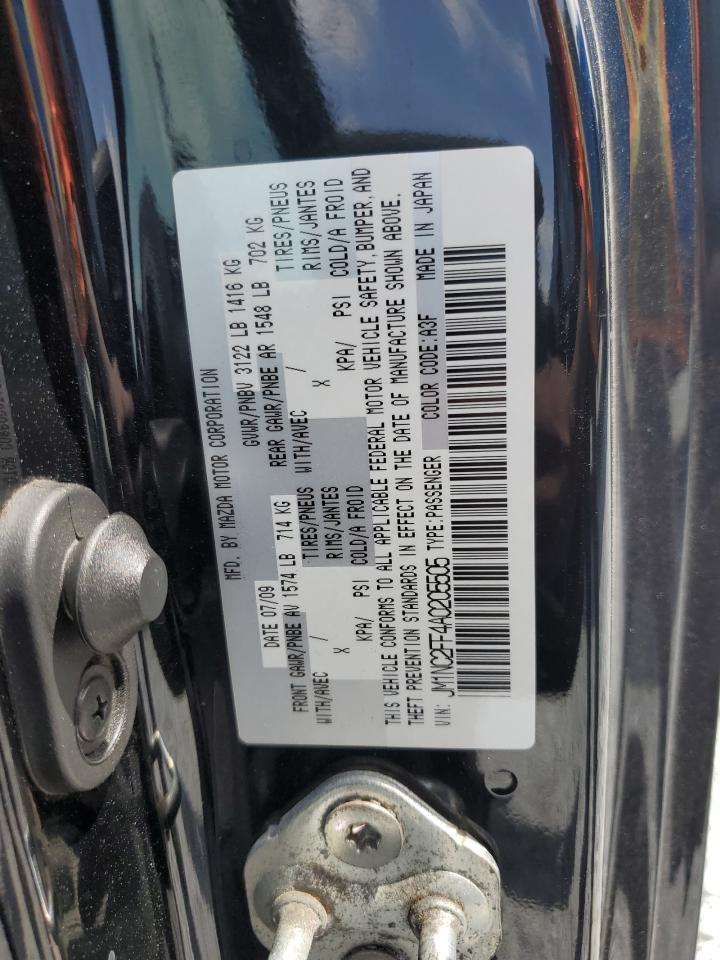 MFD. BY MAZDA MOTOR CORPORATION
DATE 07/09 GVWR/PNBV 3122 LB 1416 KG
FRONT GAWR/PNBE AV 1574 LB 714 KG REAR GAWR/PNBE AR 1548 LB 702 KG
WITH/AVEC / TIRES/PNEUS WITH/AVEC / TIRES/PNEUS
X RIMS/JANTES X RIMS/JANTES
KPA/ PSI COLD/A FROID KPA/ PSI COLD/A FROID
THIS VEHICLE CONFORMS TO ALL APPLICABLE FEDERAL MOTOR VEHICLE SAFETY, BUMPER, AND
THEFT PREVENTION STANDARDS IN EFFECT ON THE DATE OF MANUFACTURE SHOWN ABOVE.
VIN: JM1NC2FF4A0205505 TYPE:PASSENGER COLOR CODE:A3F MADE IN JAPAN